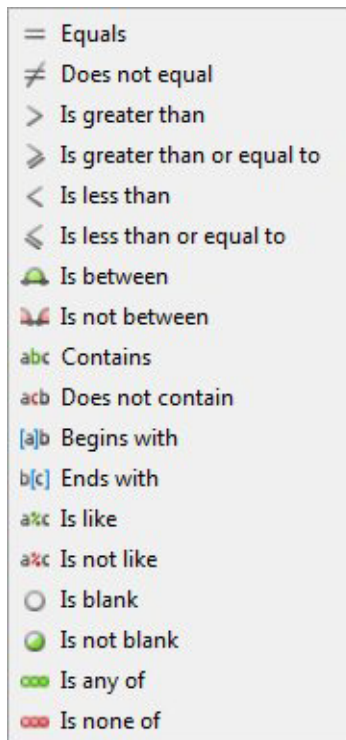 = Equals
≠ Does not equal
> Is greater than
⩾ Is greater than or equal to
< Is less than
⩽ Is less than or equal to
Is between
Is not between
abc Contains
acb Does not contain
[a]b Begins with
b[c] Ends with
a%c Is like
a%c Is not like
Is blank
Is not blank
Is any of
Is none of